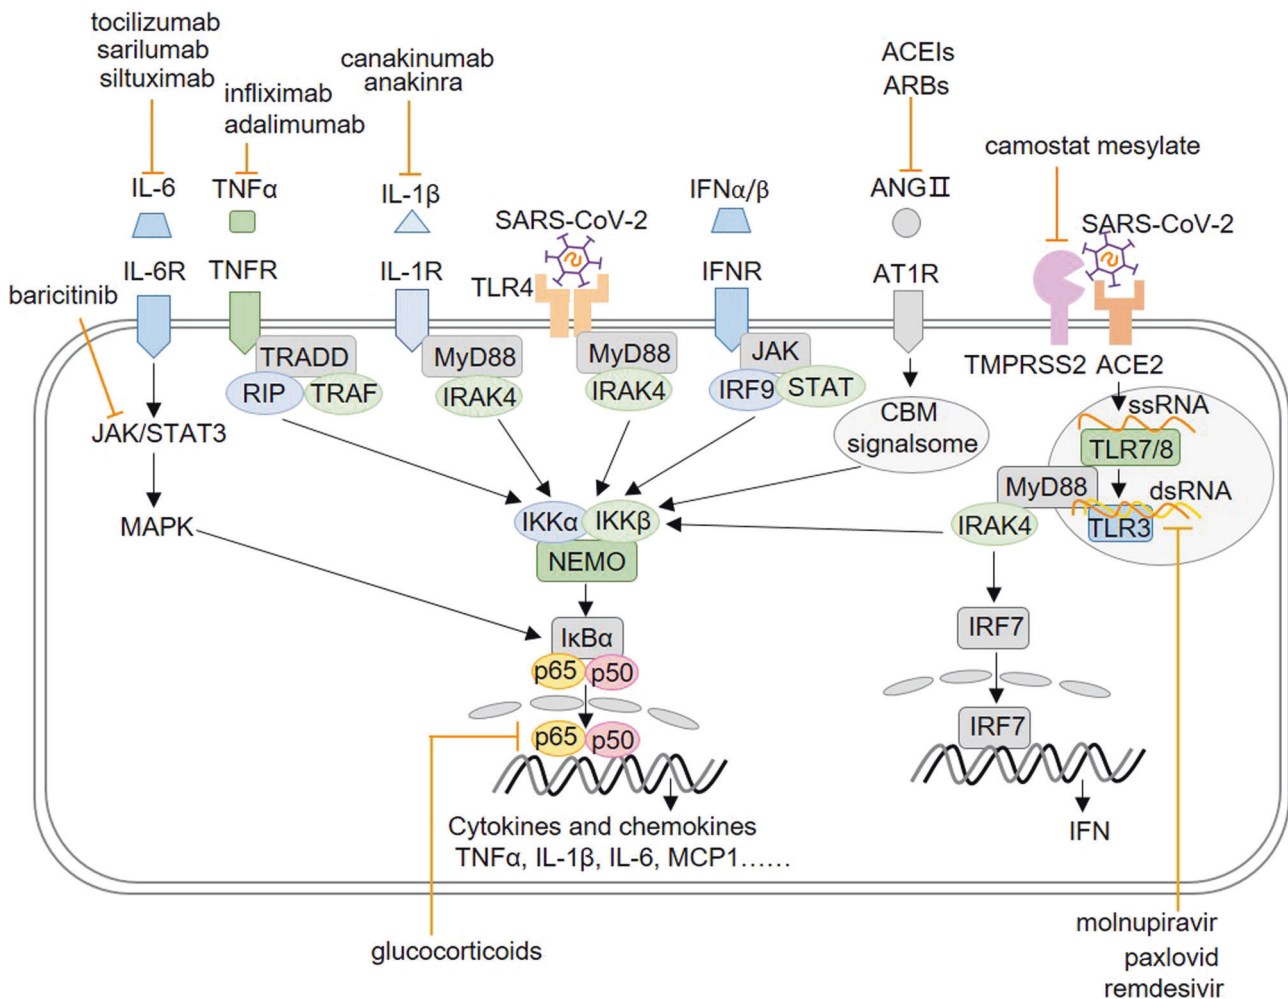 tocilizumab
sarilumab
siltuximab
infliximab
adalimumab
canakinumab
anakinra
ACEIs
ARBs
camostat mesylate
IL-6
TNFα
IL-1β
SARS-CoV-2
IFNα/β
ANGⅡ
SARS-CoV-2
IL-6R
TNFR
IL-1R
TLR4
IFNR
AT1R
baricitinib
TRADD
RIP
TRAF
MyD88
IRAK4
MyD88
IRAK4
JAK
IRF9
STAT
TMPRSS2
ACE2
CBM
signalsome
ssRNA
TLR7/8
JAK/STAT3
MyD88
dsRNA
IRAK4
TLR3
MAPK
IKKα
IKKβ
NEMO
IκBα
p65
p50
IRF7
p65
p50
IRF7
Cytokines and chemokines
TNFα, IL-1β, IL-6, MCP1......
IFN
glucocorticoids
molnupiravir
paxlovid
remdesivir